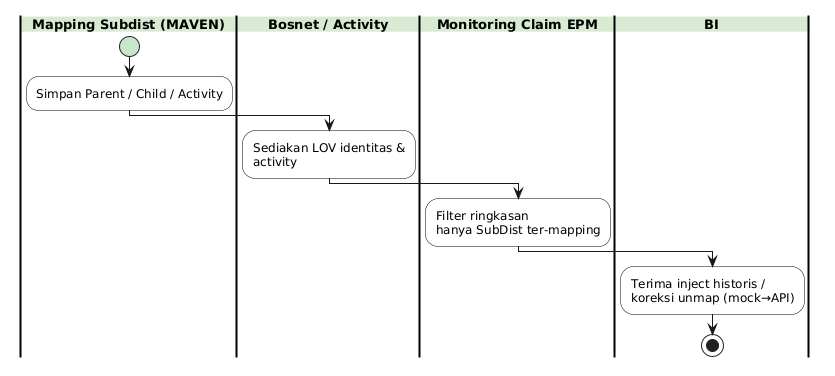 Mapping Subdist (MAVEN)
Bosnet / Activity
Monitoring Claim EPM
BI
Simpan Parent / Child / Activity
Sediakan LOV identitas &
activity
Filter ringkasan
hanya SubDist ter-mapping
Terima inject historis /
koreksi unmap (mock→API)